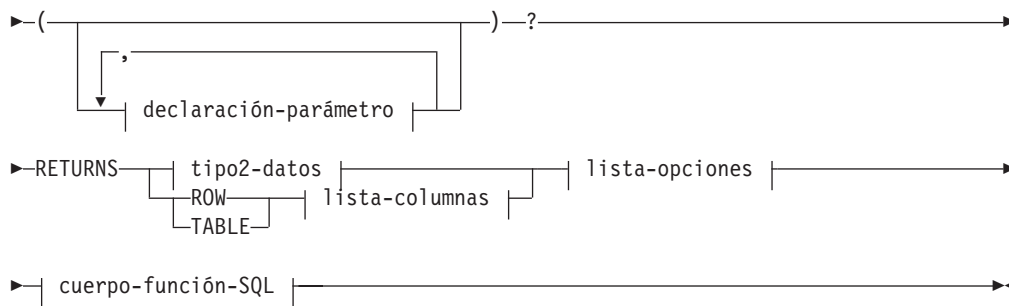 ( ) ?
,
declaración-parámetro
RETURNS tipo2-datos lista-opciones
ROW lista-columnas
TABLE
cuerpo-función-SQL